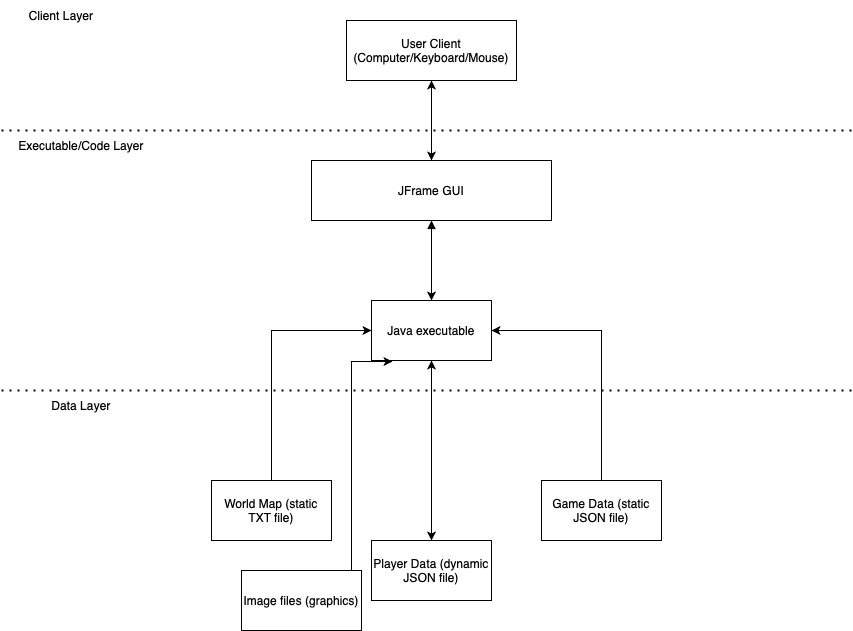 Client Layer
User Client
(Computer/Keyboard/Mouse)
Executable/Code Layer
JFrame GUI
Java executable
Data Layer
World Map (static
TXT file)
Game Data (static
JSON file)
Player Data (dynamic
JSON file)
Image files (graphics)